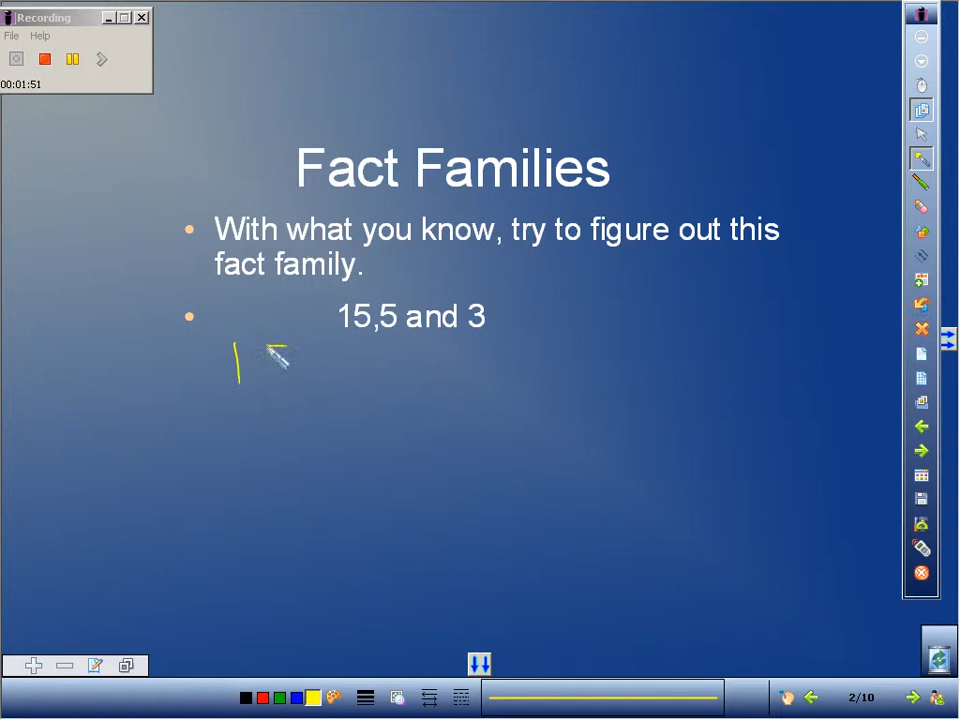 Recording
File Help
00:01:51
Fact Families
• With what you know, try to figure out this
fact family.
• 15,5 and 3
1
2/10